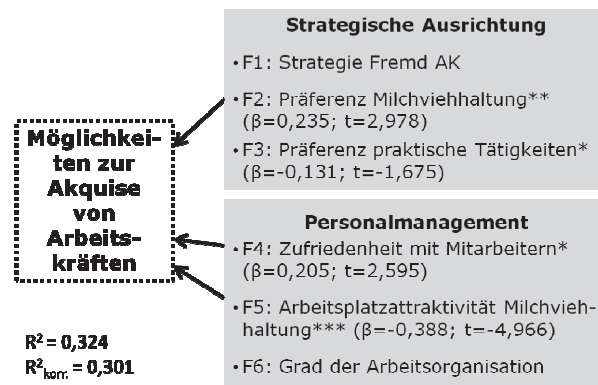 Strategische Ausrichtung
• F1: Strategie Fremd AK
• F2: Präferenz Milchviehhaltung**
(β=0,235; t=2,978)
• F3: Präferenz praktische Tätigkeiten*
(β=-0,131; t=-1,675)
Möglichkei-
ten zur
Akquise
von
Arbeits-
kräften
Personalmanagement
• F4: Zufriedenheit mit Mitarbeitern*
(β=0,205; t=2,595)
• F5: Arbeitsplatzattraktivität Milchvieh-
haltung*** (β=-0,388; t=-4,966)
• F6: Grad der Arbeitsorganisation
R² = 0,324
R²korr. = 0,301